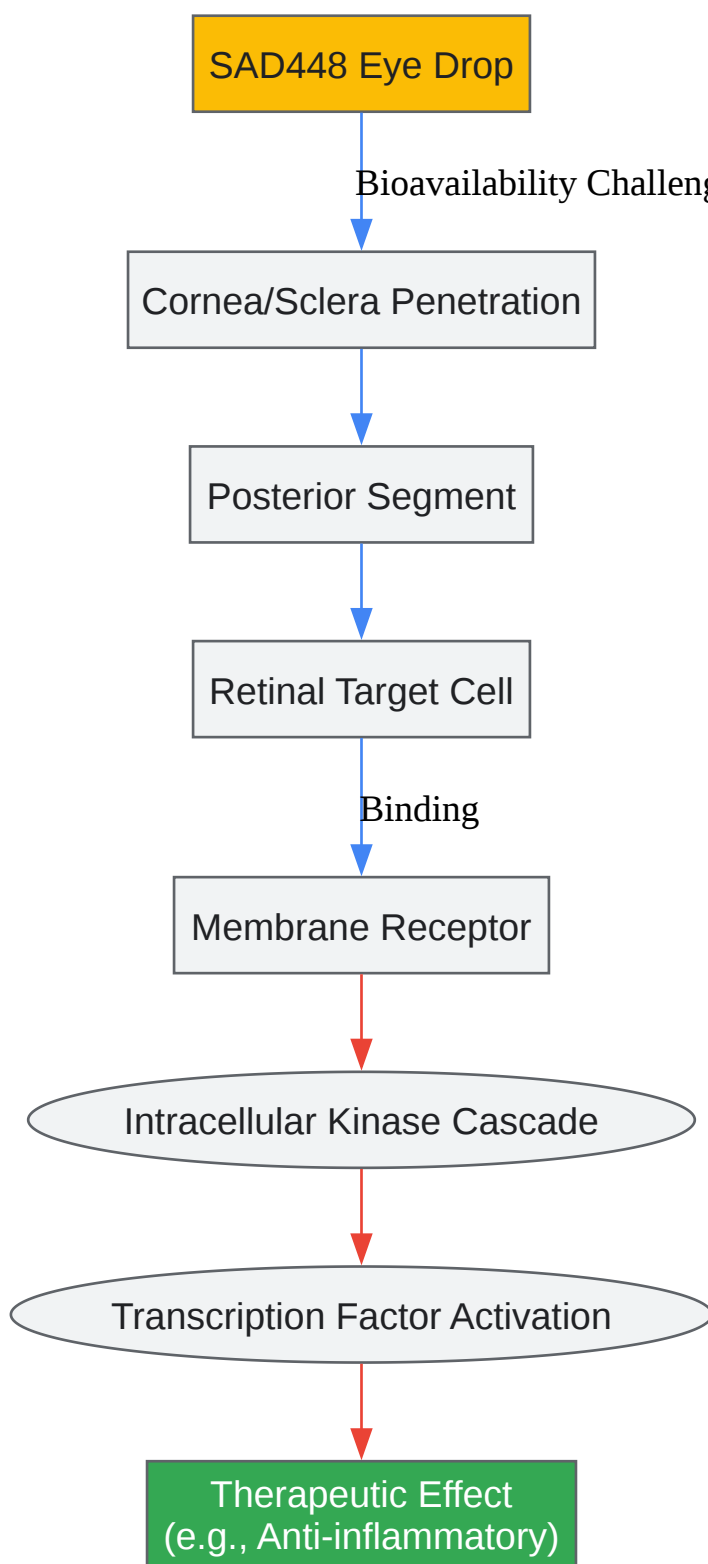 SAD448 Eye Drop
Bioavailability Challeng
Cornea/Sclera Penetration
Posterior Segment
Retinal Target Cell
Binding
Membrane Receptor
Intracellular Kinase Cascade
Transcription Factor Activation
Therapeutic Effect
(e.g., Anti-inflammatory)